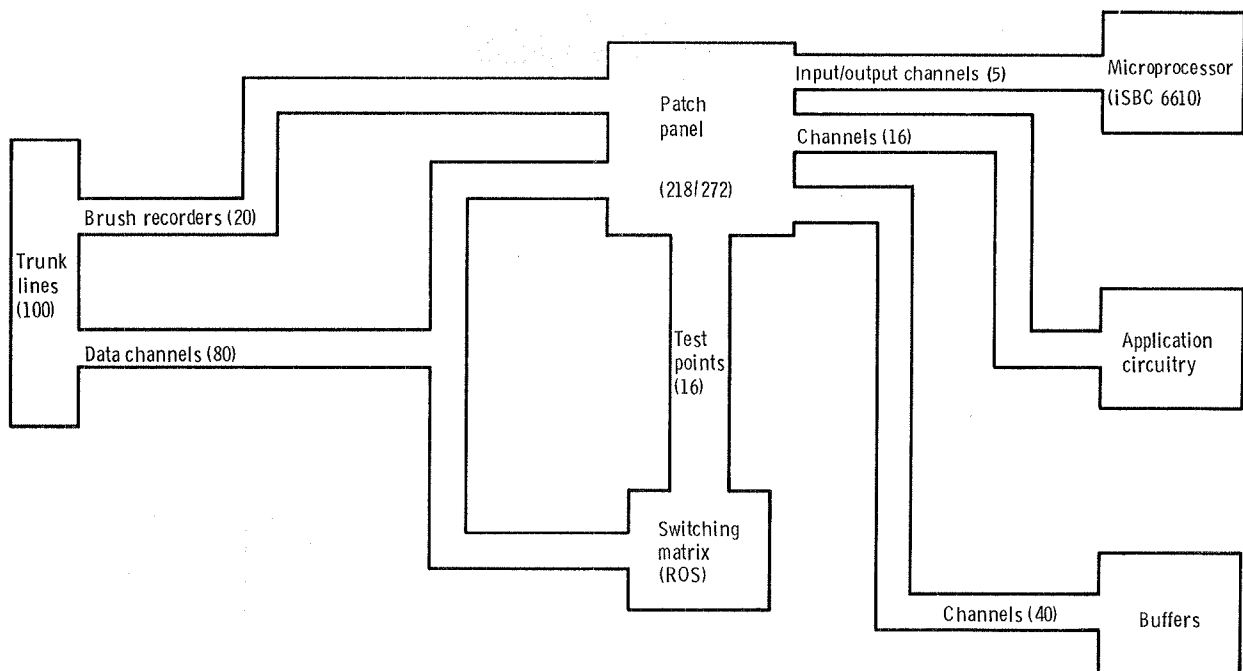 Input/output channels (5)
Microprocessor
(iSBC 6610)
Patch
panel
(218/272)
Channels (16)
Brush recorders (20)
Trunk
lines
(100)
Data channels (80)
Test
points
(16)
Application
circuitry
Switching
matrix
(ROS)
Channels (40)
Buffers